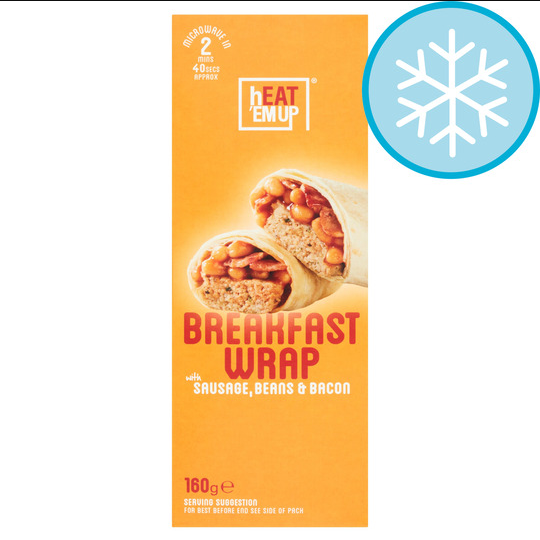 MICROWAVE IN
2
MINS
40SECS
APPROX
hEAT
'EM UP
®
BREAKFAST
WRAP
with
SAUSAGE, BEANS & BACON
160g ℮
SERVING SUGGESTION
FOR BEST BEFORE END SEE SIDE OF PACK